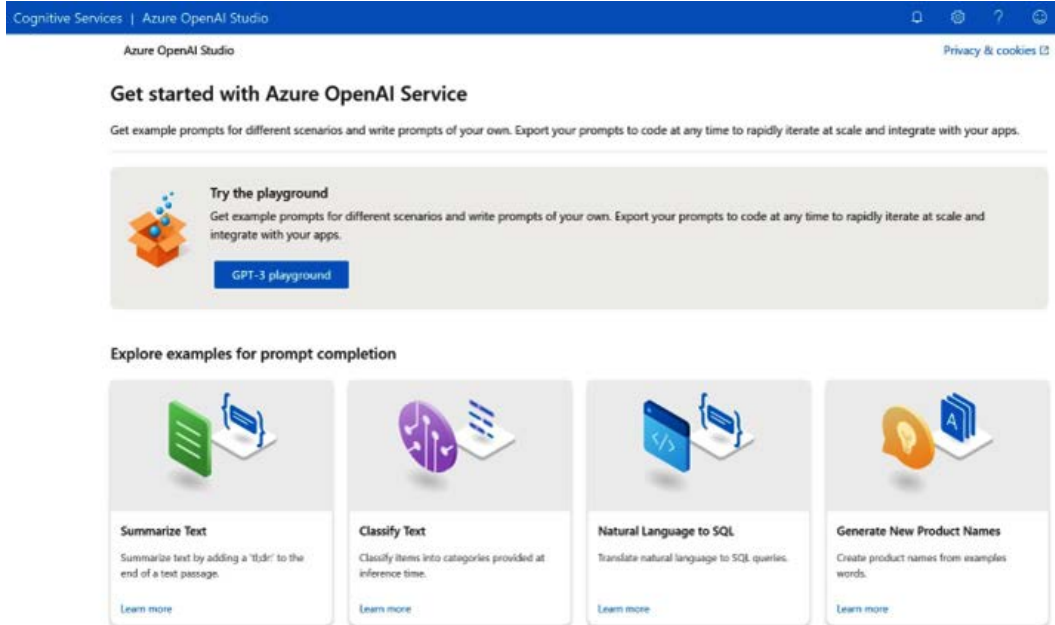 Cognitive Services | Azure OpenAI Studio
Azure OpenAI Studio
Privacy & cookies
Get started with Azure OpenAI Service
Get example prompts for different scenarios and write prompts of your own. Export your prompts to code at any time to rapidly iterate at scale and integrate with your apps.
Try the playground
Get example prompts for different scenarios and write prompts of your own. Export your prompts to code at any time to rapidly iterate at scale and
integrate with your apps.
GPT-3 playground
Explore examples for prompt completion
A
Summarize Text
Summarize text by adding a 'tl;dr:' to the
end of a text passage.
Learn more
Classify Text
Classify items into categories provided at
inference time.
Learn more
Natural Language to SQL
Translate natural language to SQL queries.
Learn more
Generate New Product Names
Create product names from examples
words.
Learn more